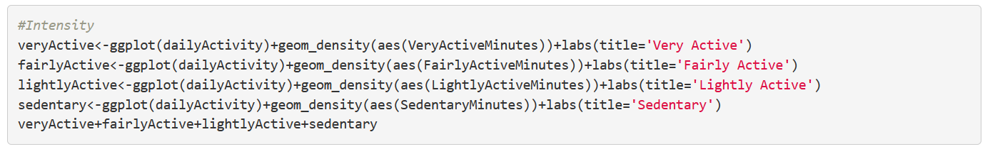 #Intensity
veryActive<-ggplot(dailyActivity)+geom_density(aes(VeryActiveMinutes))+labs(title='Very Active')
fairlyActive<-ggplot(dailyActivity)+geom_density(aes(FairlyActiveMinutes))+labs(title='Fairly Active')
lightlyActive<-ggplot(dailyActivity)+geom_density(aes(LightlyActiveMinutes))+labs(title='Lightly Active')
sedentary<-ggplot(dailyActivity)+geom_density(aes(SedentaryMinutes))+labs(title='Sedentary')
veryActive+fairlyActive+lightlyActive+sedentary